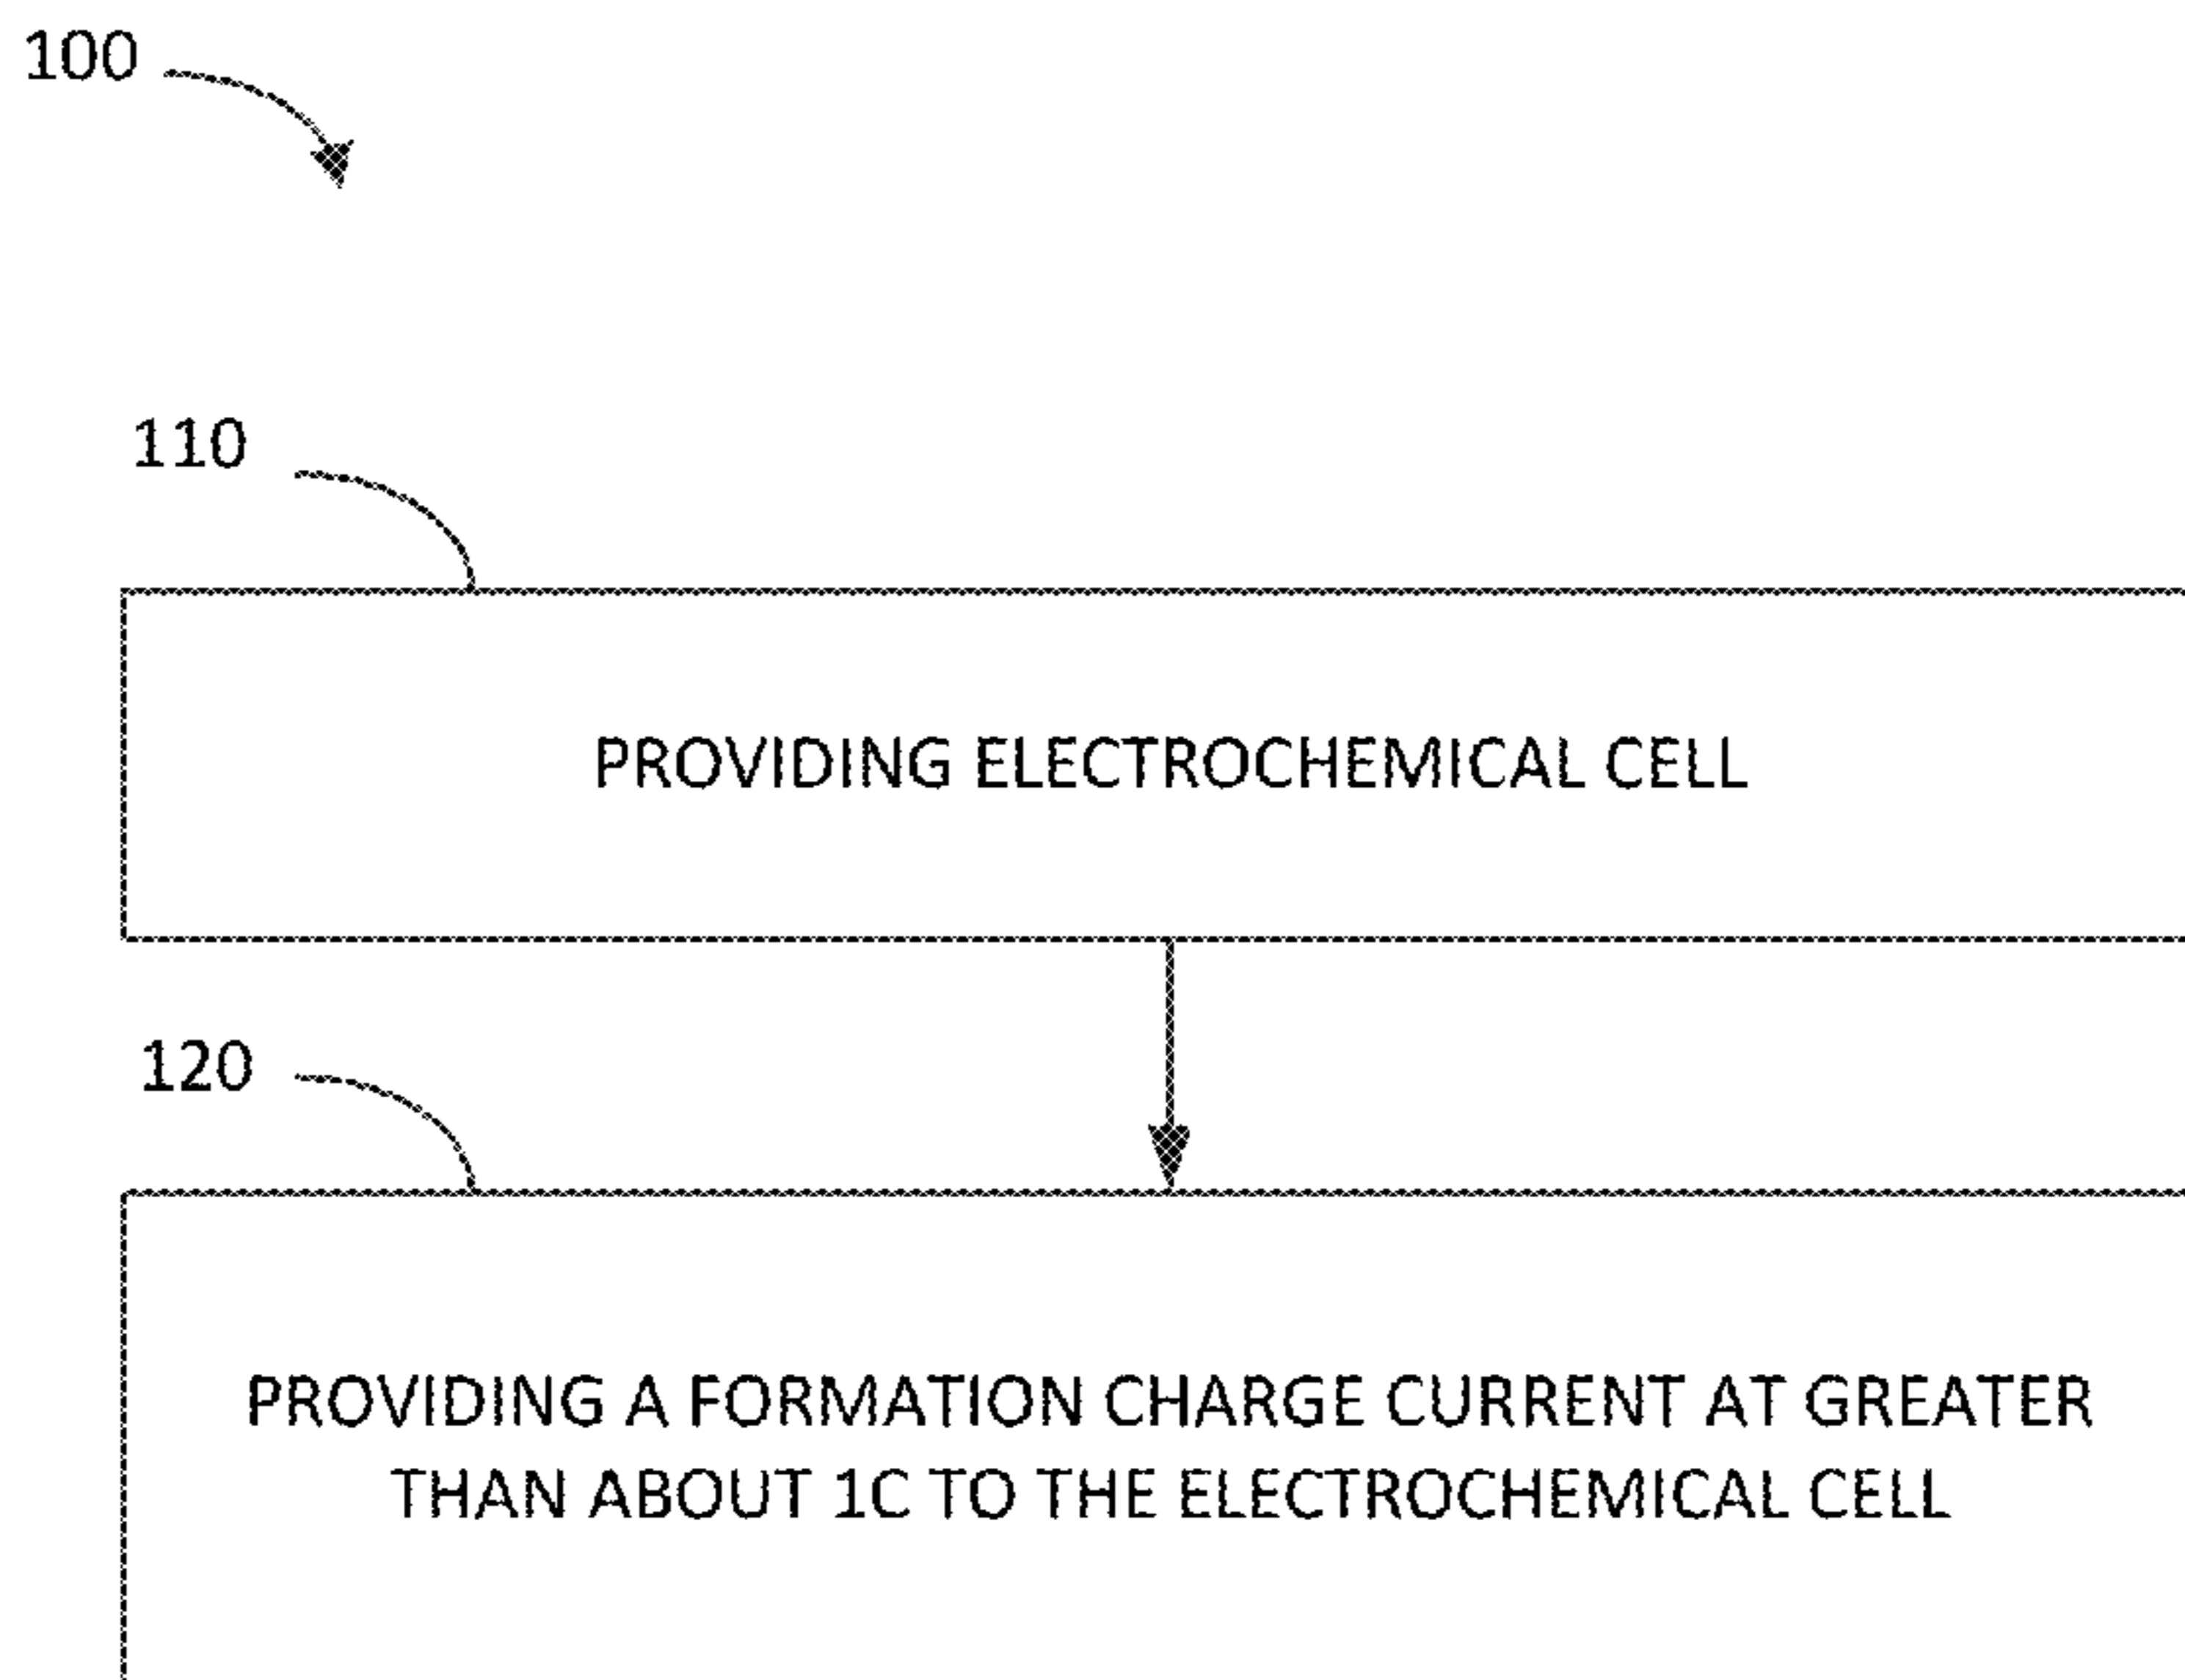 100
110
PROVIDING ELECTROCHEMICAL CELL
120
PROVIDING A FORMATION CHARGE CURRENT AT GREATER
THAN ABOUT 1C TO THE ELECTROCHEMICAL CELL